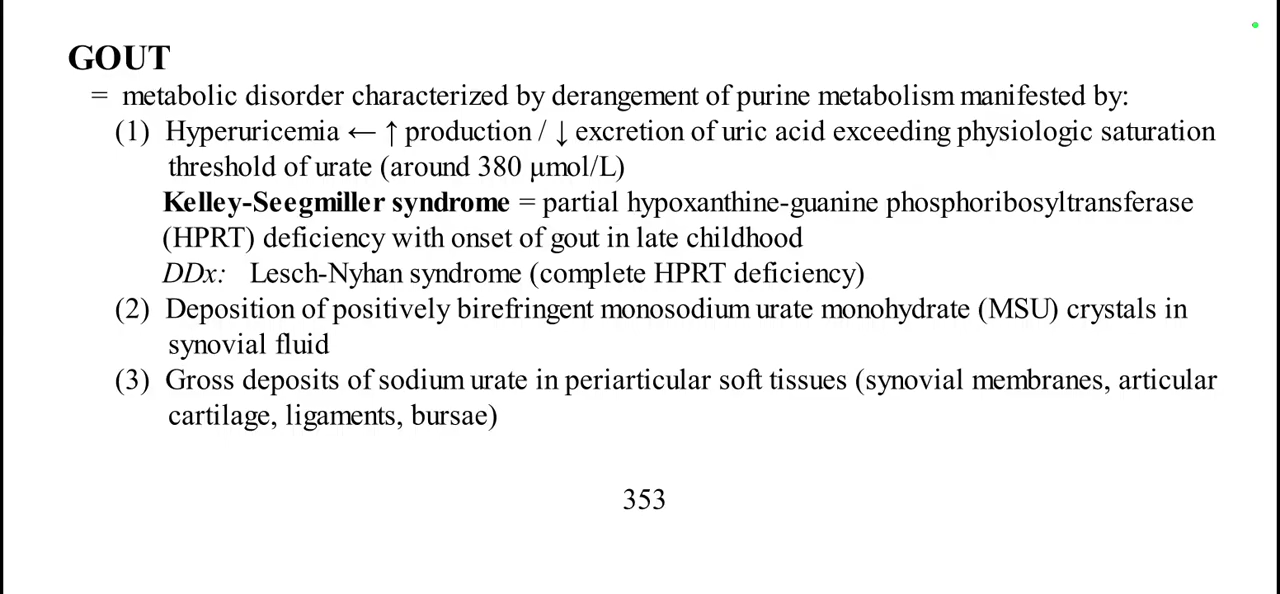 GOUT
= metabolic disorder characterized by derangement of purine metabolism manifested by:
(1) Hyperuricemia ← ↑ production / ↓ excretion of uric acid exceeding physiologic saturation
threshold of urate (around 380 μmol/L)
Kelley-Seegmiller syndrome = partial hypoxanthine-guanine phosphoribosyltransferase
(HPRT) deficiency with onset of gout in late childhood
DDx: Lesch-Nyhan syndrome (complete HPRT deficiency)
(2) Deposition of positively birefringent monosodium urate monohydrate (MSU) crystals in
synovial fluid
(3) Gross deposits of sodium urate in periarticular soft tissues (synovial membranes, articular
cartilage, ligaments, bursae)
353